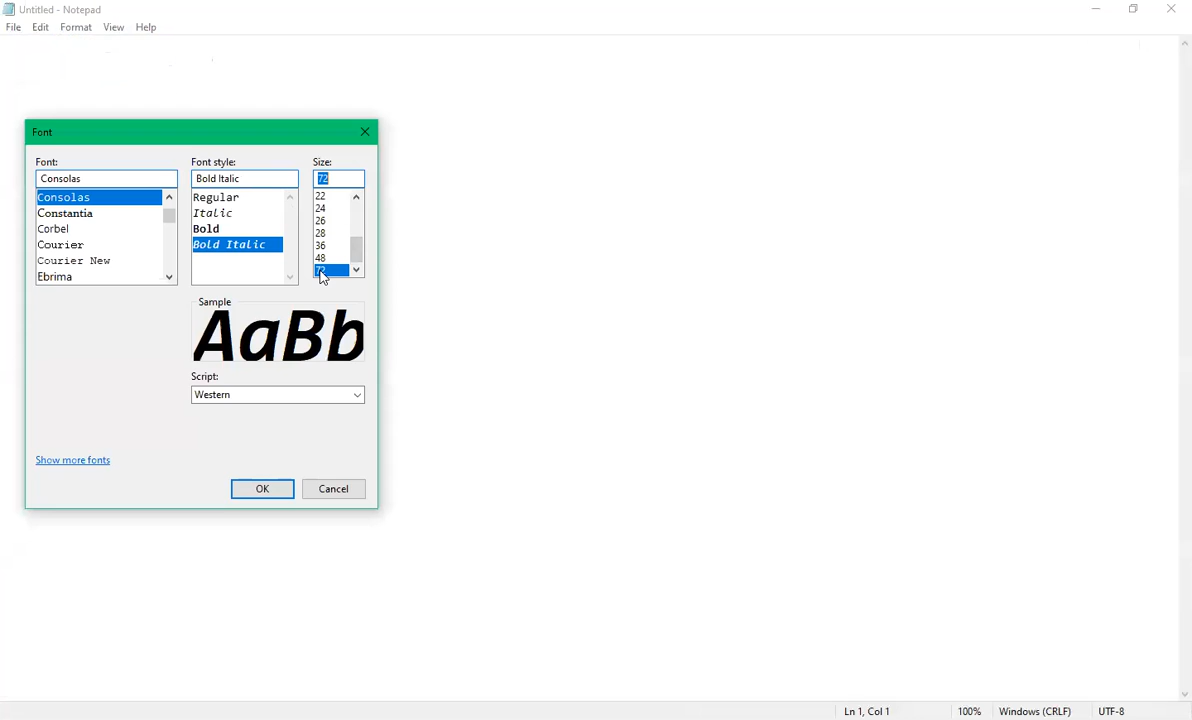 Untitled - Notepad
File Edit Format View Help
Font
Font: Font style: Size:
Consolas Bold Italic 72
Consolas Regular 22
Constantia Italic 24
Corbel Bold 26
Courier Bold Italic 28
Courier New 36
Ebrima 48
72
Sample
AaBb
Script:
Western
Show more fonts
OK Cancel
Ln 1, Col 1 100% Windows (CRLF) UTF-8